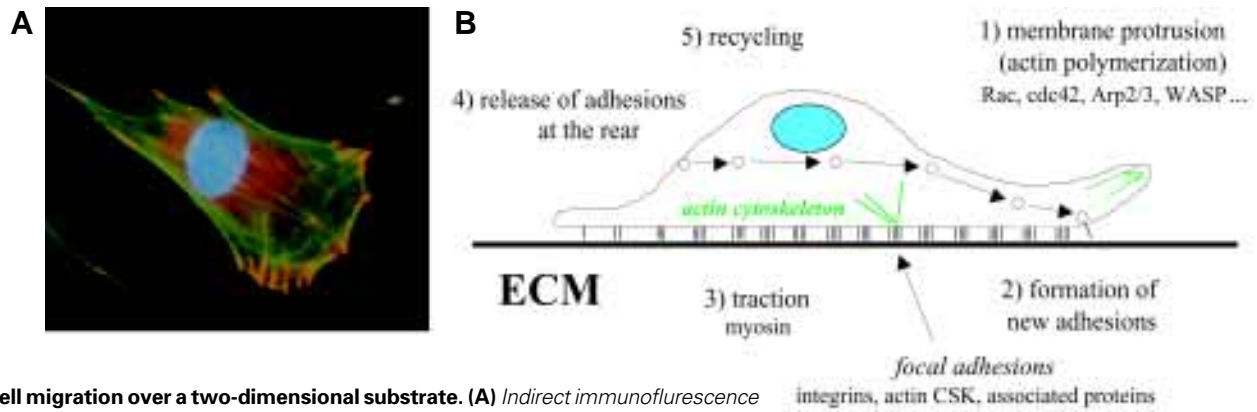 A
B
5) recycling
1) membrane protrusion
(actin polymerization)
Rac, cdc42, Arp2/3, WASP...
4) release of adhesions
at the rear
actin cytoskeleton
ECM
3) traction
myosin
2) formation of
new adhesions
focal adhesions
integrins, actin CSK, associated proteins
ell migration over a two-dimensional substrate. (A) Indirect immunoflurescence